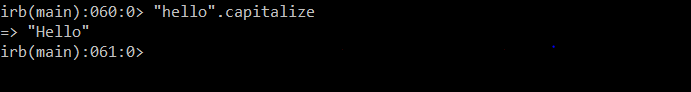 irb(main):060:0> "hello".capitalize
=> "Hello"
irb(main):061:0>